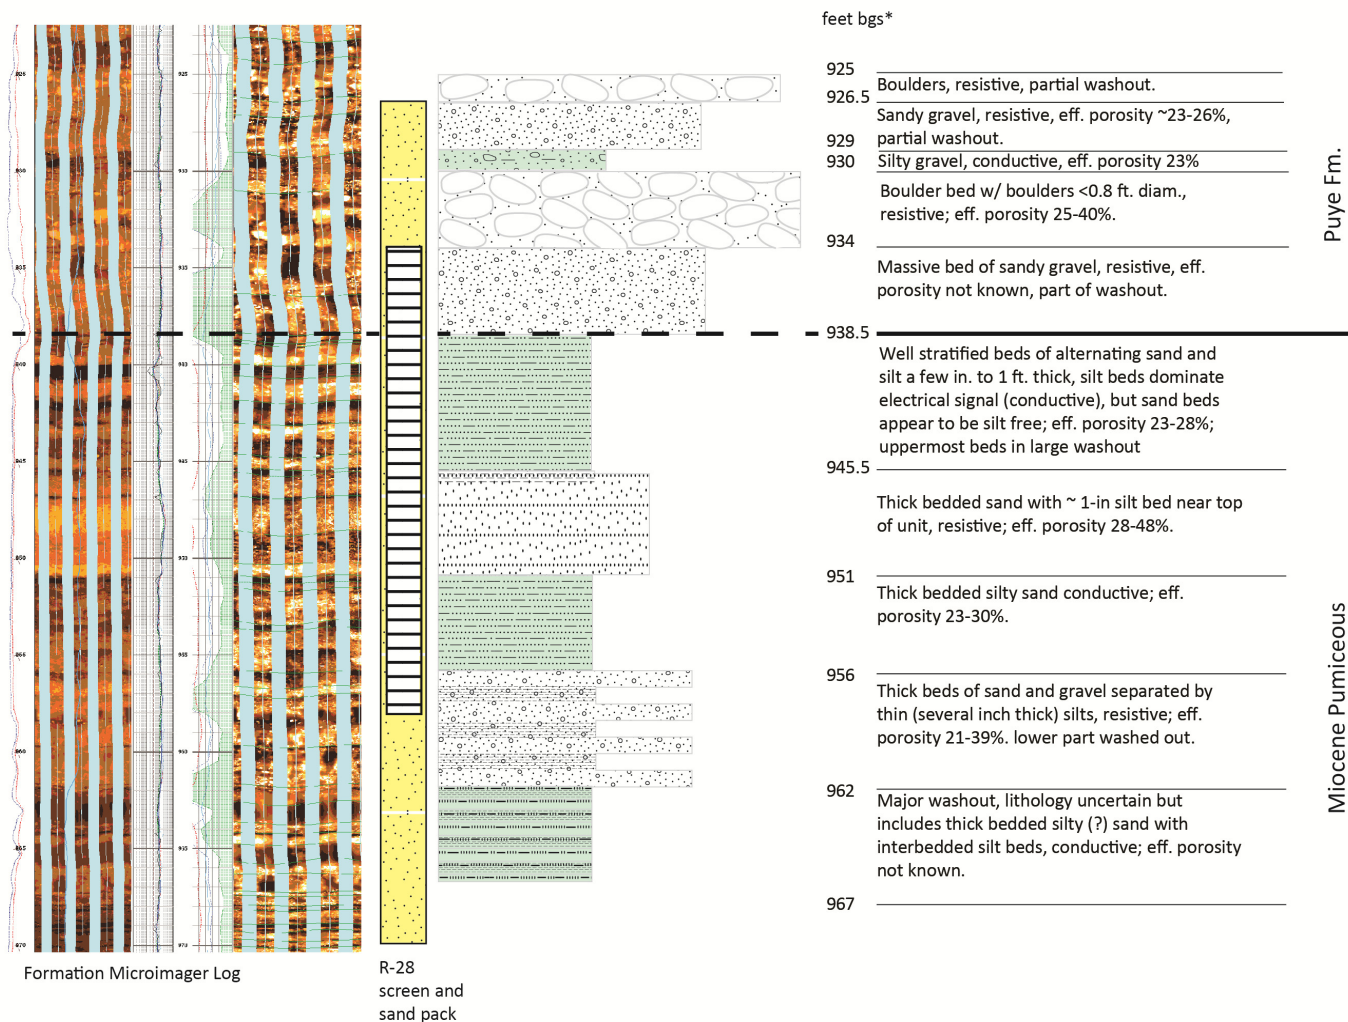 feet bgs*
925
Boulders, resistive, partial washout.
926.5
Sandy gravel, resistive, eff. porosity ~23-26%,
partial washout.
929
930
Silty gravel, conductive, eff. porosity 23%
Boulder bed w/ boulders <0.8 ft. diam.,
resistive; eff. porosity 25-40%.
934
Massive bed of sandy gravel, resistive, eff.
porosity not known, part of washout.
Puye Fm.
938.5
Well stratified beds of alternating sand and
silt a few in. to 1 ft. thick, silt beds dominate
electrical signal (conductive), but sand beds
appear to be silt free; eff. porosity 23-28%;
uppermost beds in large washout
945.5
Thick bedded sand with ~ 1-in silt bed near top
of unit, resistive; eff. porosity 28-48%.
951
Thick bedded silty sand conductive; eff.
porosity 23-30%.
956
Thick beds of sand and gravel separated by
thin (several inch thick) silts, resistive; eff.
porosity 21-39%. lower part washed out.
962
Major washout, lithology uncertain but
includes thick bedded silty (?) sand with
interbedded silt beds, conductive; eff. porosity
not known.
967
Miocene Pumiceous
Formation Microimager Log
R-28
screen and
sand pack